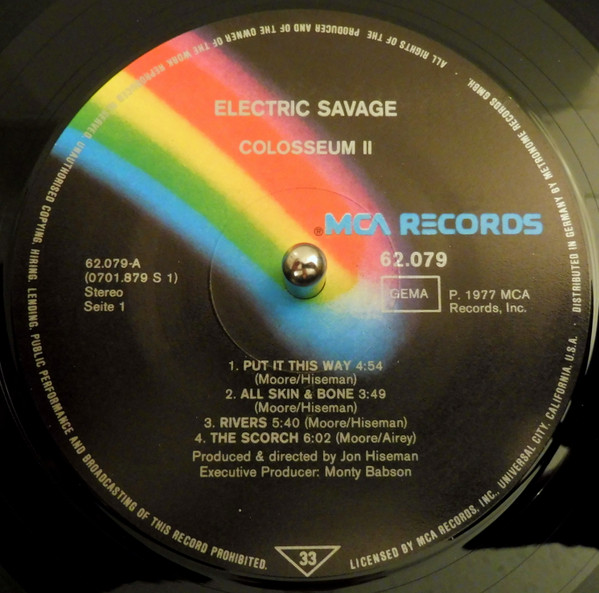 ELECTRIC SAVAGE
COLOSSEUM II
® MCA RECORDS
62.079
62.079-A
(0701.879 S 1)
Stereo
Seite 1
GEMA
P. 1977 MCA
Records, Inc.
1. PUT IT THIS WAY 4:54
(Moore/Hiseman)
2. ALL SKIN & BONE 3:49
(Moore/Hiseman)
3. RIVERS 5:40 (Moore/Hiseman)
4. THE SCORCH 6:02 (Moore/Airey)
Produced & directed by Jon Hiseman
Executive Producer: Monty Babson
33
ALL RIGHTS OF THE PRODUCER AND OF THE OWNER OF THE WORK REPRODUCED RESERVED. UNAUTHORISED COPYING, HIRING, LENDING, PUBLIC PERFORMANCE AND BROADCASTING OF THIS RECORD PROHIBITED.
LICENSED BY MCA RECORDS, INC., UNIVERSAL CITY, CALIFORNIA, U.S.A. · DISTRIBUTED IN GERMANY BY METRONOME RECORDS GMBH.